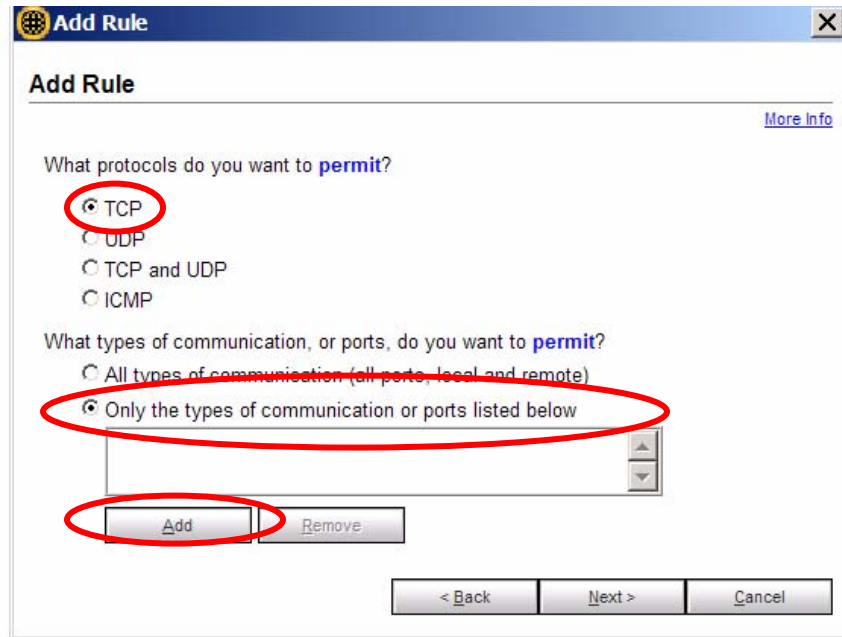 Add Rule
Add Rule
More Info
What protocols do you want to permit?
TCP
UDP
TCP and UDP
ICMP
What types of communication, or ports, do you want to permit?
All types of communication (all ports, local and remote)
Only the types of communication or ports listed below
Add Remove
< Back Next > Cancel